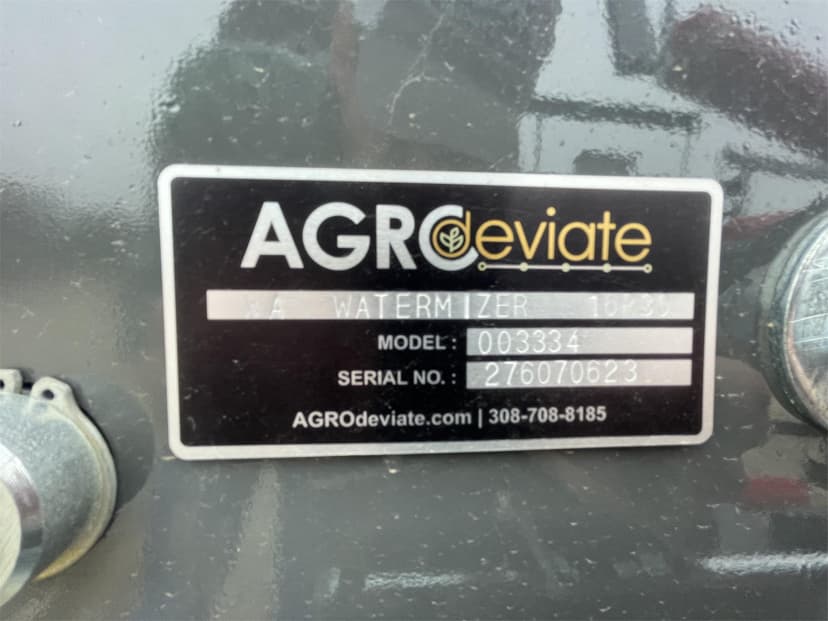 AGROdeviate
WATERMIZER
MODEL: 003334
SERIAL NO.: 276070623
AGROdeviate.com | 308-708-8185